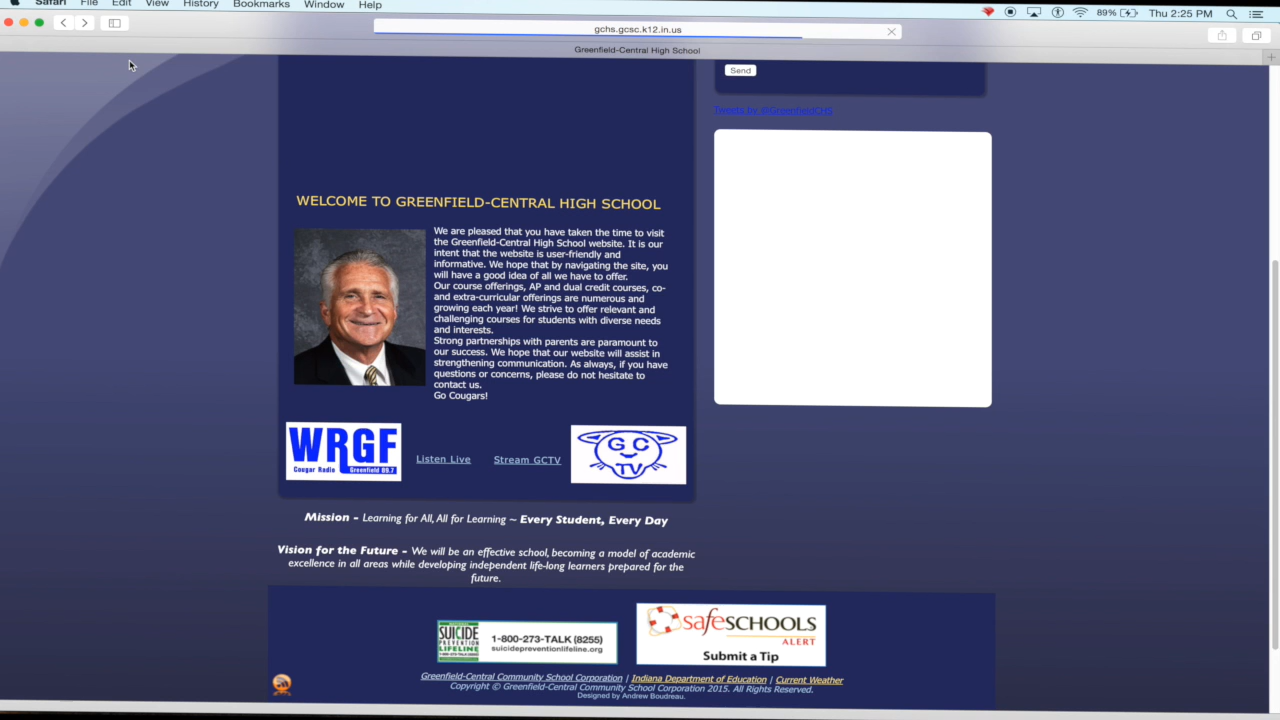 Safari File Edit View History Bookmarks Window Help 89% Thu 2:25 PM
gchs.gcsc.k12.in.us
Greenfield-Central High School
Send
Tweets by @GreenfieldCHS
WELCOME TO GREENFIELD-CENTRAL HIGH SCHOOL
We are pleased that you have taken the time to visit
the Greenfield-Central High School website. It is our
intent that the website is user-friendly and
informative. We hope that by navigating the site, you
will have a good idea of all we have to offer.
Our course offerings, AP and dual credit courses, co-
and extra-curricular offerings are numerous and
growing each year! We strive to offer relevant and
challenging courses for students with diverse needs
and interests.
Strong partnerships with parents are paramount to
our success. We hope that our website will assist in
strengthening communication. As always, if you have
questions or concerns, please do not hesitate to
contact us.
Go Cougars!
WRGF
Cougar Radio Greenfield 89.7
Listen Live
Stream GCTV
G C
TV
Mission - Learning for All, All for Learning ~ Every Student, Every Day
Vision for the Future - We will be an effective school, becoming a model of academic
excellence in all areas while developing independent life-long learners prepared for the
future.
SUICIDE
PREVENTION
LIFELINE
1-800-273-TALK (8255)
suicidepreventionlifeline.org
safeSCHOOLS
ALERT
Submit a Tip
Greenfield-Central Community School Corporation | Indiana Department of Education | Current Weather
Copyright © Greenfield-Central Community School Corporation 2015. All Rights Reserved.
Designed by Andrew Boudreau.